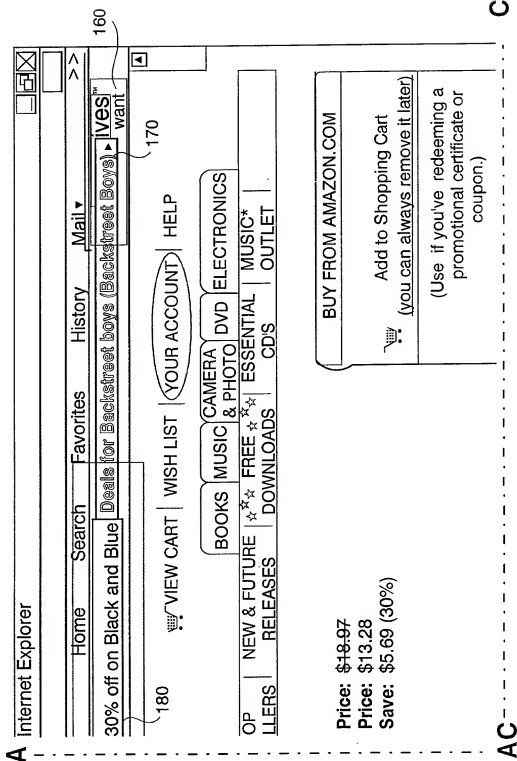 A
C
Internet Explorer
Home Search Favorites History Mail ▾ >>
160
30% off on Black and Blue Deals for Backstreet boys (Backstreet Boys) ▸ ives™
want
180
170
VIEW CART | WISH LIST | YOUR ACCOUNT | HELP
BOOKS MUSIC CAMERA & PHOTO DVD ELECTRONICS
OP NEW & FUTURE ☆☆☆ FREE ☆☆☆ ESSENTIAL MUSIC*
LLERS RELEASES DOWNLOADS CD'S OUTLET
Price: $18.97
Price: $13.28
Save: $5.69 (30%)
BUY FROM AMAZON.COM
Add to Shopping Cart
(you can always remove it later)
(Use if you've redeeming a
promotional certificate or
coupon.)
AC